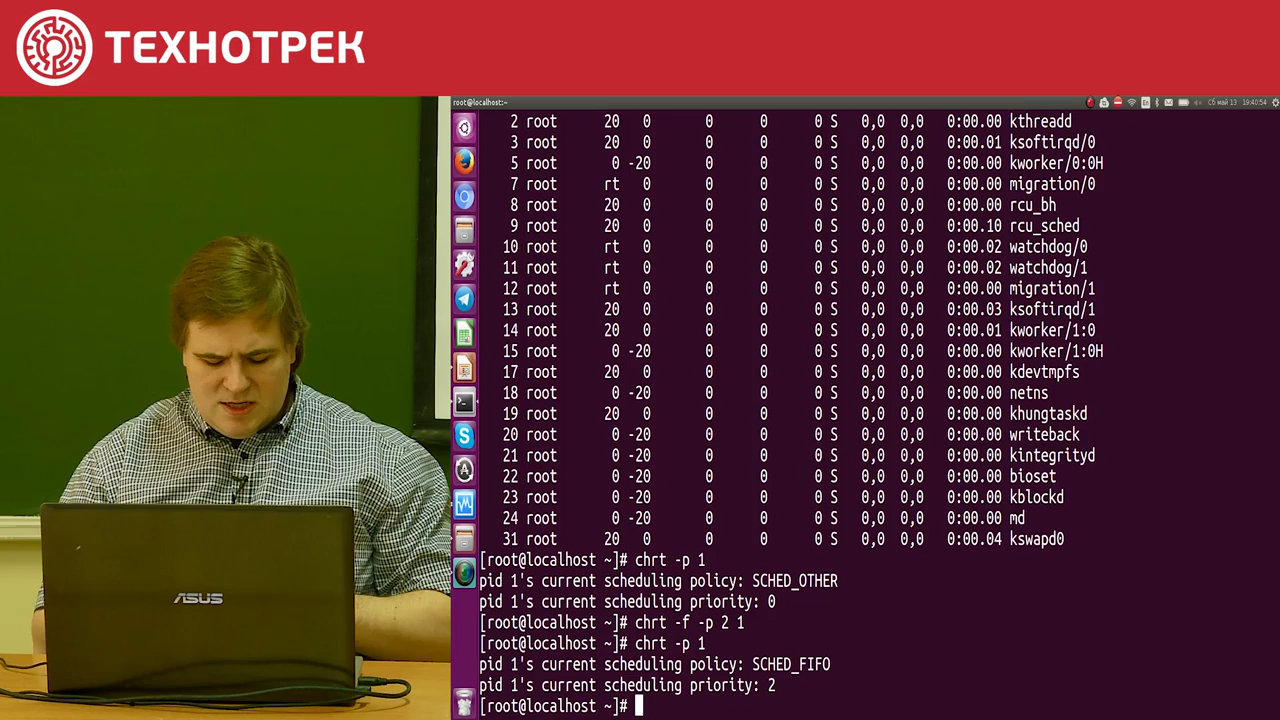 ТЕХНОТРЕК
root@localhost:~
En
Сб май 13 19:40:54
2 root 20 0 0 0 0 S 0,0 0,0 0:00.00 kthreadd
3 root 20 0 0 0 0 S 0,0 0,0 0:00.01 ksoftirqd/0
5 root 0 -20 0 0 0 S 0,0 0,0 0:00.00 kworker/0:0H
7 root rt 0 0 0 0 S 0,0 0,0 0:00.00 migration/0
8 root 20 0 0 0 0 S 0,0 0,0 0:00.00 rcu_bh
9 root 20 0 0 0 0 S 0,0 0,0 0:00.10 rcu_sched
10 root rt 0 0 0 0 S 0,0 0,0 0:00.02 watchdog/0
11 root rt 0 0 0 0 S 0,0 0,0 0:00.02 watchdog/1
12 root rt 0 0 0 0 S 0,0 0,0 0:00.00 migration/1
13 root 20 0 0 0 0 S 0,0 0,0 0:00.03 ksoftirqd/1
14 root 20 0 0 0 0 S 0,0 0,0 0:00.01 kworker/1:0
15 root 0 -20 0 0 0 S 0,0 0,0 0:00.00 kworker/1:0H
17 root 20 0 0 0 0 S 0,0 0,0 0:00.00 kdevtmpfs
18 root 0 -20 0 0 0 S 0,0 0,0 0:00.00 netns
19 root 20 0 0 0 0 S 0,0 0,0 0:00.00 khungtaskd
20 root 0 -20 0 0 0 S 0,0 0,0 0:00.00 writeback
21 root 0 -20 0 0 0 S 0,0 0,0 0:00.00 kintegrityd
22 root 0 -20 0 0 0 S 0,0 0,0 0:00.00 bioset
23 root 0 -20 0 0 0 S 0,0 0,0 0:00.00 kblockd
24 root 0 -20 0 0 0 S 0,0 0,0 0:00.00 md
31 root 20 0 0 0 0 S 0,0 0,0 0:00.04 kswapd0
[root@localhost ~]# chrt -p 1
pid 1's current scheduling policy: SCHED_OTHER
pid 1's current scheduling priority: 0
[root@localhost ~]# chrt -f -p 2 1
[root@localhost ~]# chrt -p 1
pid 1's current scheduling policy: SCHED_FIFO
pid 1's current scheduling priority: 2
[root@localhost ~]#
ASUS